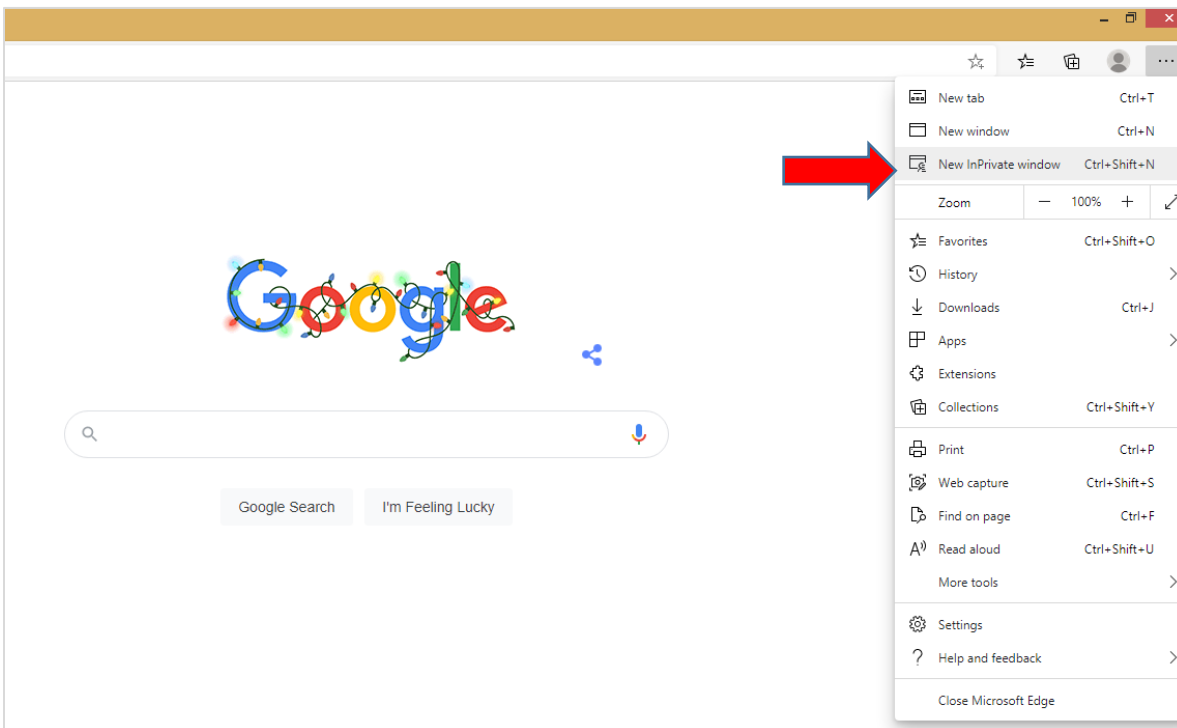 New tab Ctrl+T
New window Ctrl+N
New InPrivate window Ctrl+Shift+N
Zoom — 100% +
Favorites Ctrl+Shift+O
History
Downloads Ctrl+J
Apps
Extensions
Collections Ctrl+Shift+Y
Print Ctrl+P
Web capture Ctrl+Shift+S
Find on page Ctrl+F
Read aloud Ctrl+Shift+U
More tools
Settings
Help and feedback
Close Microsoft Edge
Google
Google Search I'm Feeling Lucky